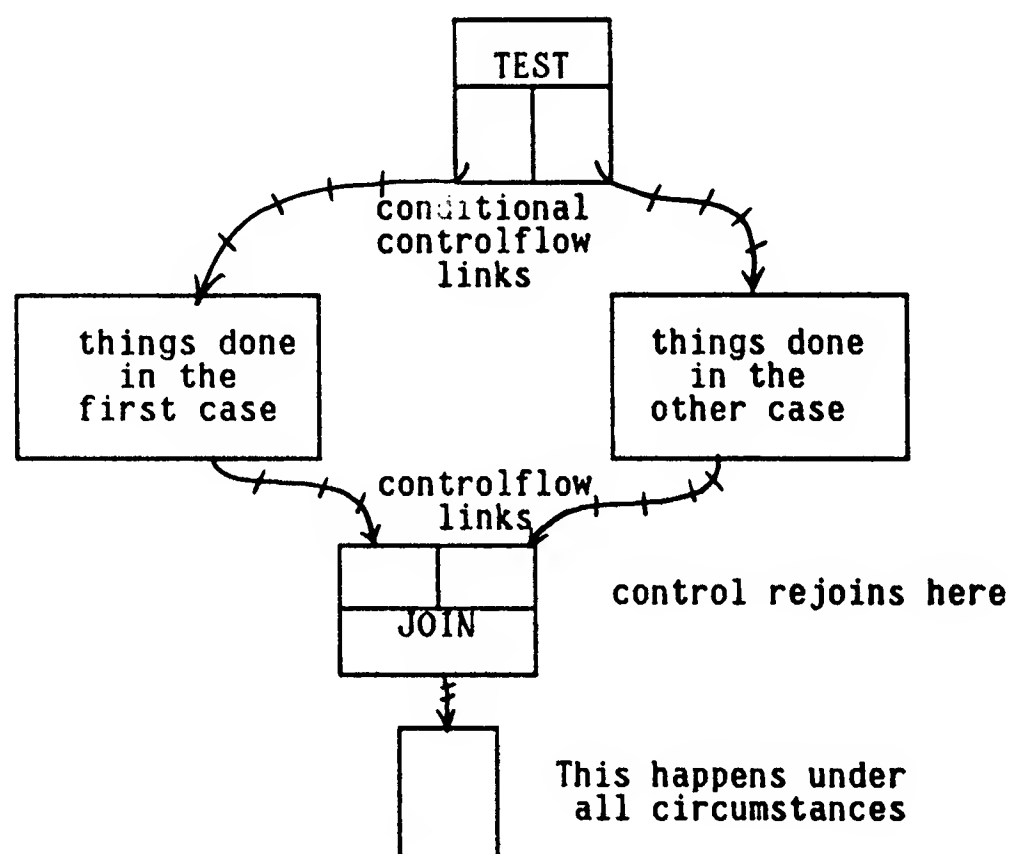 TEST
conditional
controlflow
links
things done
in the
first case
things done
in the
other case
controlflow
links
control rejoins here
JOIN
This happens under
all circumstances